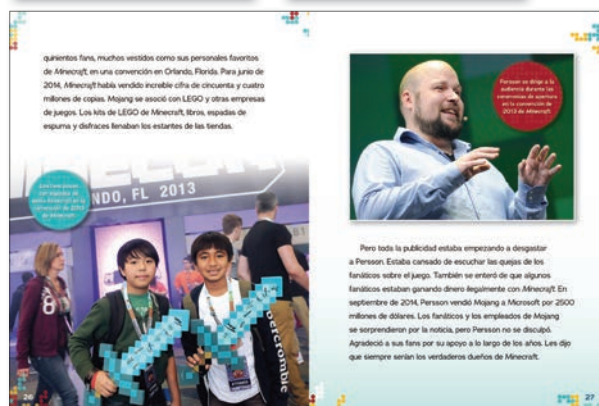 quinientos fans, muchos vestidos como sus personales favoritos
de Minecraft, en una convención en Orlando, Florida. Para junio de
2014, Minecraft había vendido increíble cifra de cincuenta y cuatro
millones de copias. Mojang se asoció con LEGO y otras empresas
de juegos. Los kits de LEGO de Minecraft, libros, espadas de
espuma y disfraces llenaban los estantes de las tiendas.
NDO, FL 2013
abercrombie
26
Persson se dirige a la
audiencia durante las
ceremonias de apertura
en la convención de
2013 de Minecraft.
Pero toda la publicidad estaba empezando a desgastar
a Persson. Estaba cansado de escuchar las quejas de los
fanáticos sobre el juego. También se enteró de que algunos
fanáticos estaban ganando dinero ilegalmente con Minecraft. En
septiembre de 2014, Persson vendió Mojang a Microsoft por 2500
millones de dólares. Los fanáticos y los empleados de Mojang
se sorprendieron por la noticia, pero Persson no se disculpó.
Agradeció a sus fans por su apoyo a lo largo de los años. Les dijo
que siempre serían los verdaderos dueños de Minecraft.
27